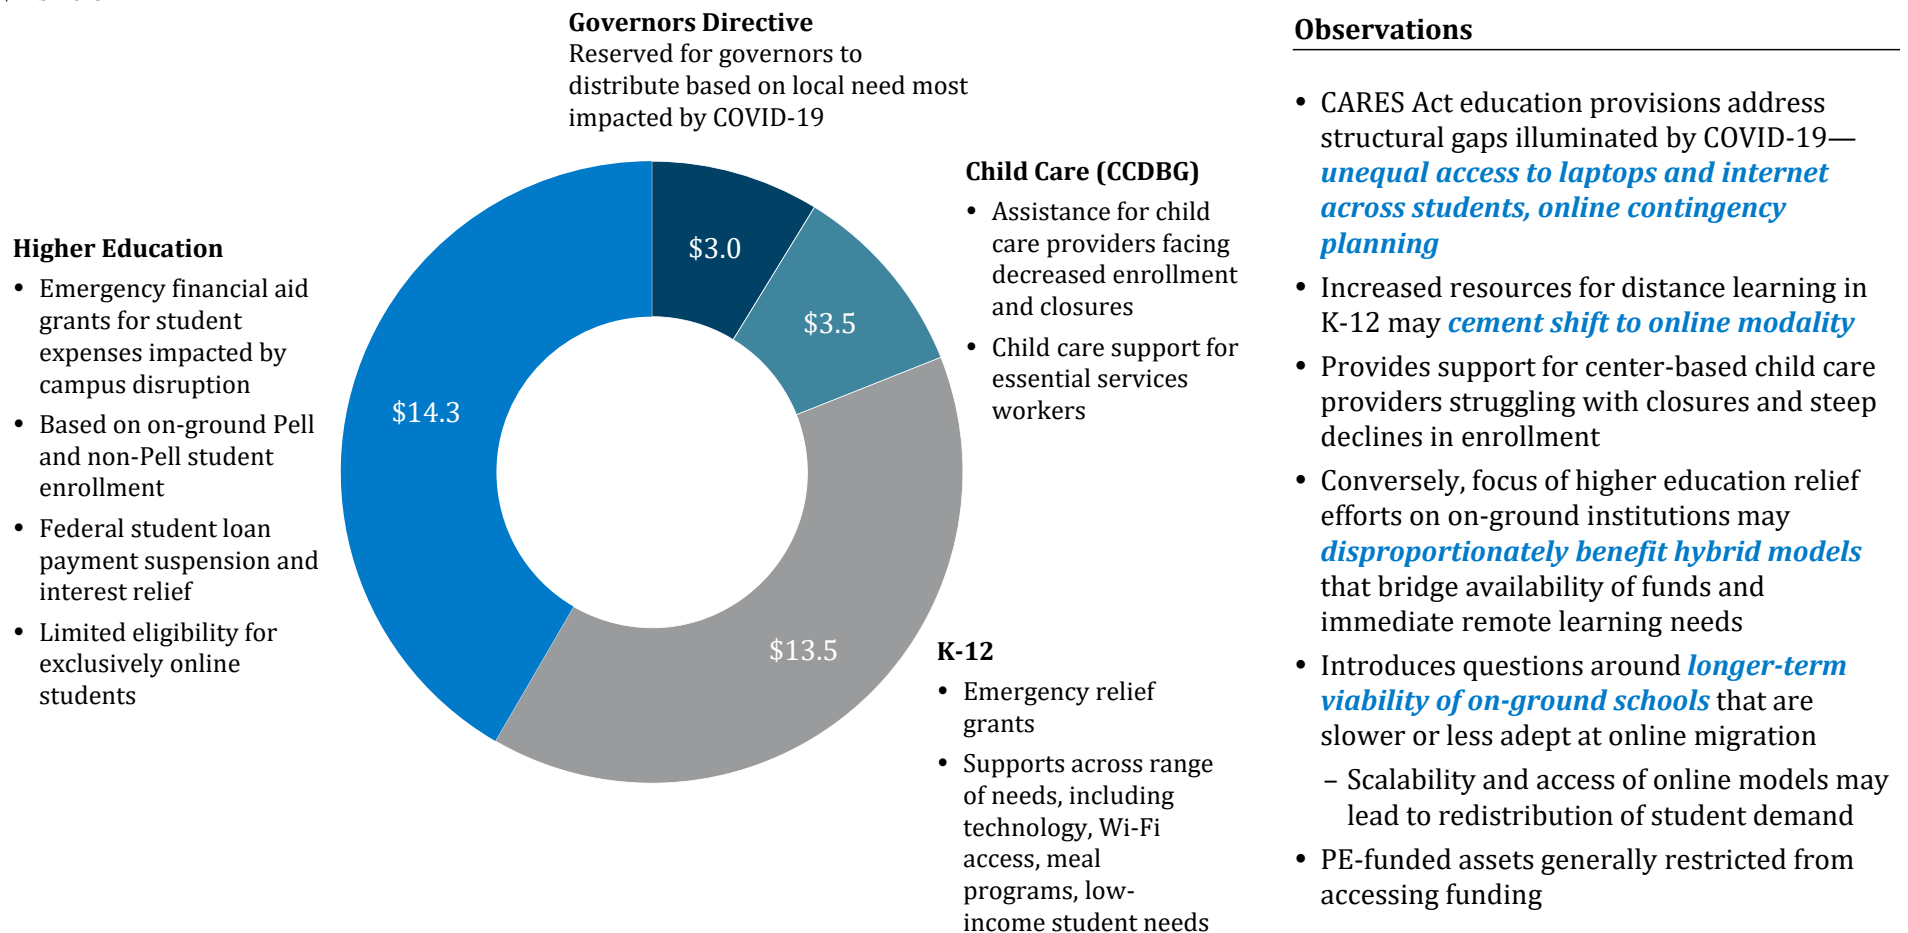 Governors Directive
Reserved for governors to
distribute based on local need most
impacted by COVID-19
Child Care (CCDBG)
• Assistance for child
care providers facing
decreased enrollment
and closures
• Child care support for
essential services
workers
Higher Education
• Emergency financial aid
grants for student
expenses impacted by
campus disruption
• Based on on-ground Pell
and non-Pell student
enrollment
• Federal student loan
payment suspension and
interest relief
• Limited eligibility for
exclusively online
students
$3.0
$3.5
$14.3
$13.5
K-12
• Emergency relief
grants
• Supports across range
of needs, including
technology, Wi-Fi
access, meal
programs, low-
income student needs
Observations
• CARES Act education provisions address
structural gaps illuminated by COVID-19—
unequal access to laptops and internet
across students, online contingency
planning
• Increased resources for distance learning in
K-12 may cement shift to online modality
• Provides support for center-based child care
providers struggling with closures and steep
declines in enrollment
• Conversely, focus of higher education relief
efforts on on-ground institutions may
disproportionately benefit hybrid models
that bridge availability of funds and
immediate remote learning needs
• Introduces questions around longer-term
viability of on-ground schools that are
slower or less adept at online migration
– Scalability and access of online models may
lead to redistribution of student demand
• PE-funded assets generally restricted from
accessing funding